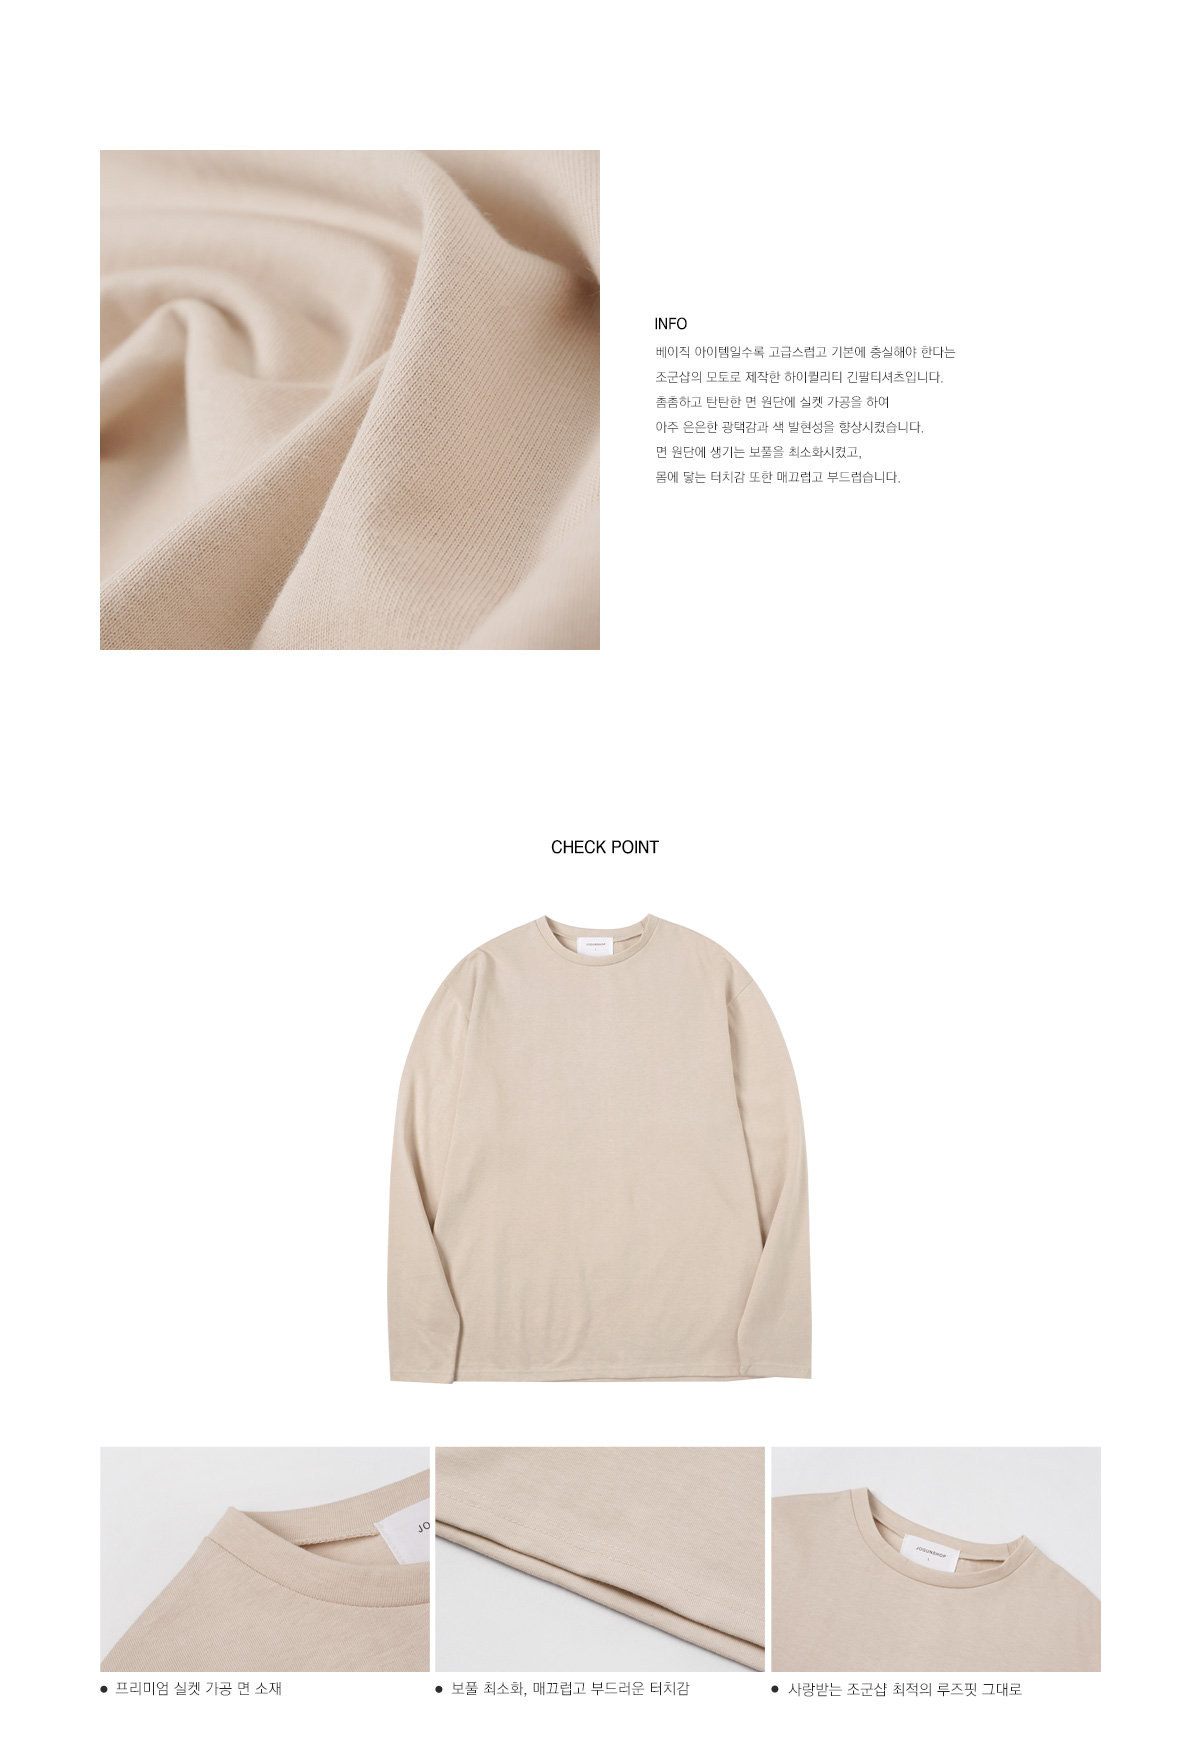 INFO
베이직 아이템일수록 고급스럽고 기본에 충실해야 한다는
조군샵의 모토로 제작한 하이퀄리티 긴팔티셔츠입니다.
촘촘하고 탄탄한 면 원단에 실켓 가공을 하여
아주 은은한 광택감과 색 발현성을 향상시켰습니다.
면 원단에 생기는 보풀을 최소화시켰고,
몸에 닿는 터치감 또한 매끄럽고 부드럽습니다.
CHECK POINT
JOGUNSHOP
L
JO
JOGUNSHOP
L
● 프리미엄 실켓 가공 면 소재
● 보풀 최소화, 매끄럽고 부드러운 터치감
● 사랑받는 조군샵 최적의 루즈핏 그대로